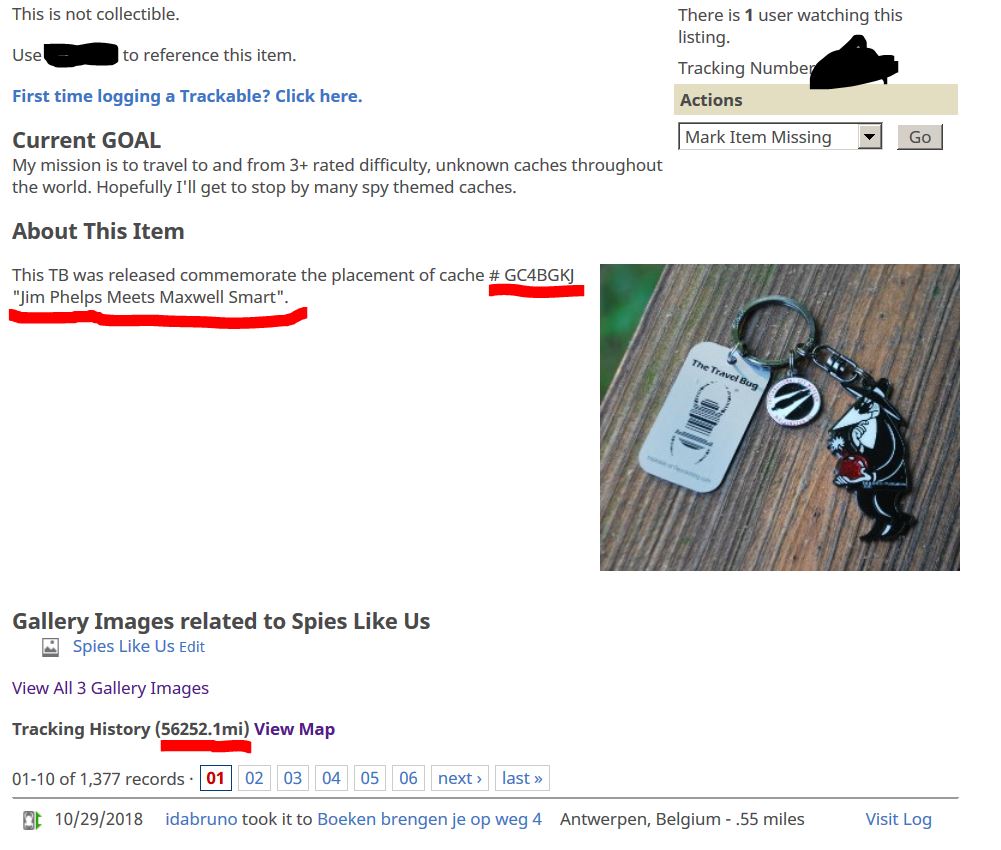 This is not collectible.
There is 1 user watching this
listing.
Use to reference this item.
Tracking Number
First time logging a Trackable? Click here.
Actions
Mark Item Missing
Go
Current GOAL
My mission is to travel to and from 3+ rated difficulty, unknown caches throughout
the world. Hopefully I'll get to stop by many spy themed caches.
About This Item
This TB was released commemorate the placement of cache # GC4BGKJ
"Jim Phelps Meets Maxwell Smart".
The Travel Bug
Gallery Images related to Spies Like Us
Spies Like Us Edit
View All 3 Gallery Images
Tracking History (56252.1mi) View Map
01-10 of 1,377 records · 01 02 03 04 05 06 next › last »
10/29/2018 idabruno took it to Boeken brengen je op weg 4 Antwerpen, Belgium - .55 miles Visit Log